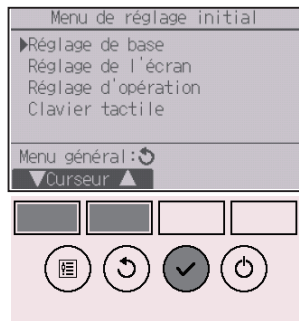 Menu de réglage initial
▶Réglage de base
Réglage de l'écran
Réglage d'opération
Clavier tactile
Menu général:
▼Curseur ▲